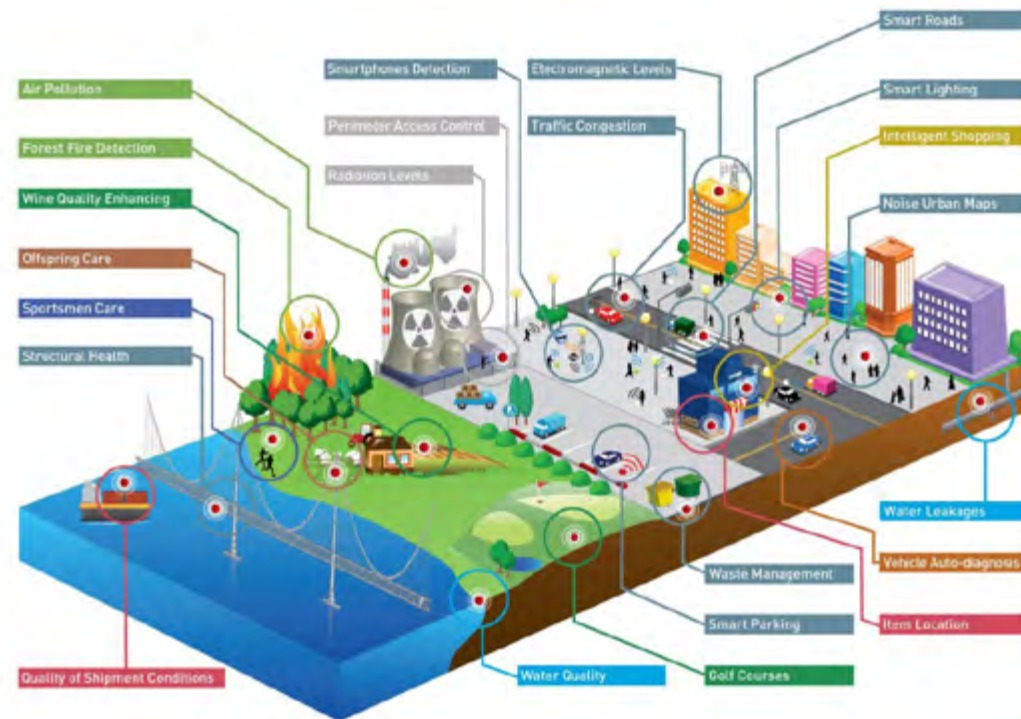 Smart Roads
Smartphones Detection
Electromagnetic Levels
Air Pollution
Smart Lighting
Perimeter Access Control
Traffic Congestion
Intelligent Shopping
Forest Fire Detection
Radiation Levels
Wine Quality Enhancing
Noise Urban Maps
Offspring Care
Sportsmen Care
Structural Health
Water Leakages
Vehicle Auto-diagnosis
Waste Management
Smart Parking
Item Location
Quality of Shipment Conditions
Water Quality
Golf Courses